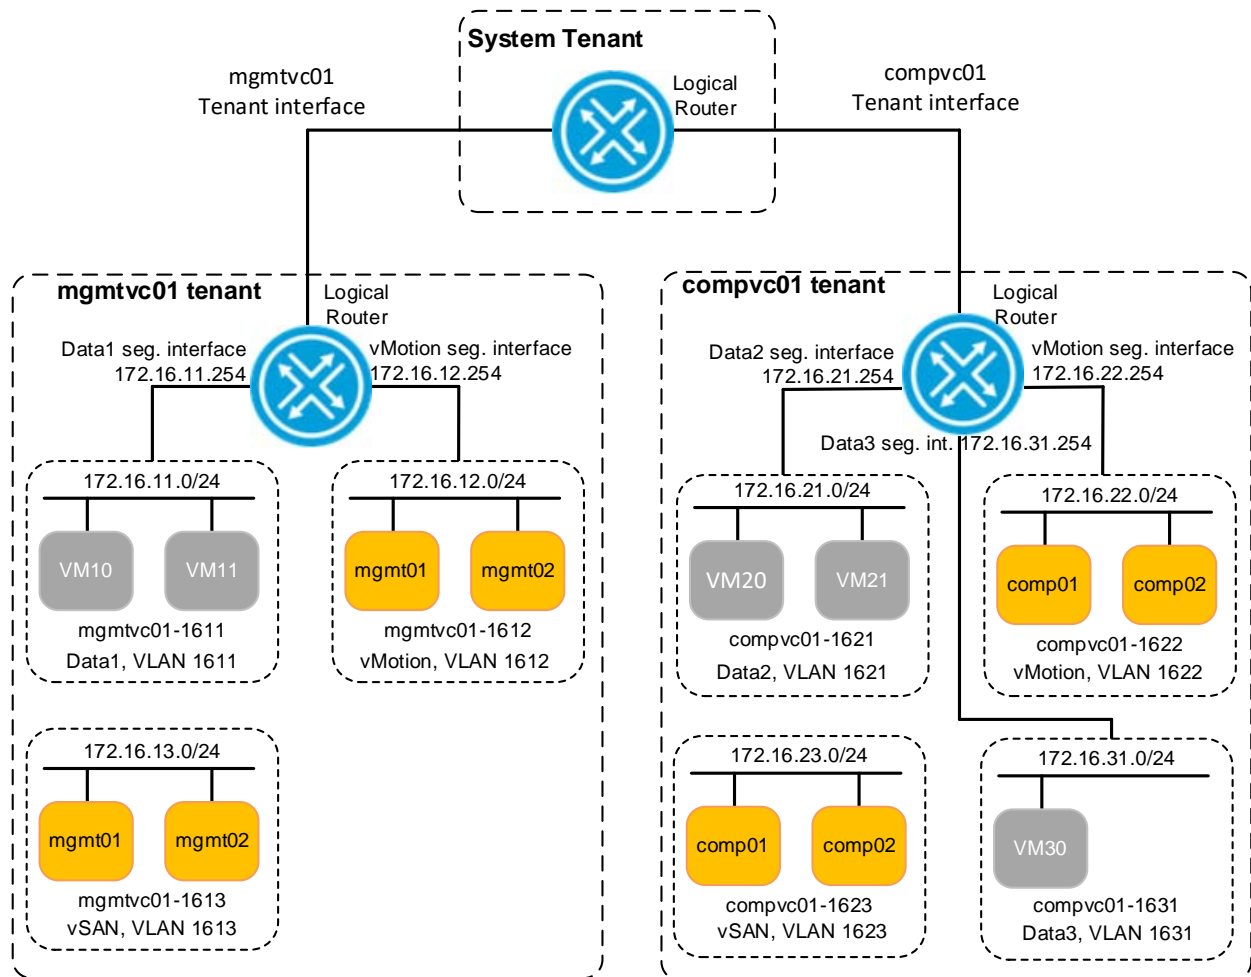 System Tenant
mgmtvc01
Tenant interface
Logical
Router
compvc01
Tenant interface
mgmtvc01 tenant
Logical
Router
Data1 seg. interface
172.16.11.254
vMotion seg. interface
172.16.12.254
172.16.11.0/24
VM10
VM11
mgmtvc01-1611
Data1, VLAN 1611
172.16.12.0/24
mgmt01
mgmt02
mgmtvc01-1612
vMotion, VLAN 1612
172.16.13.0/24
mgmt01
mgmt02
mgmtvc01-1613
vSAN, VLAN 1613
compvc01 tenant
Logical
Router
Data2 seg. interface
172.16.21.254
vMotion seg. interface
172.16.22.254
Data3 seg. int. 172.16.31.254
172.16.21.0/24
VM20
VM21
compvc01-1621
Data2, VLAN 1621
172.16.22.0/24
comp01
comp02
compvc01-1622
vMotion, VLAN 1622
172.16.23.0/24
comp01
comp02
compvc01-1623
vSAN, VLAN 1623
172.16.31.0/24
VM30
compvc01-1631
Data3, VLAN 1631